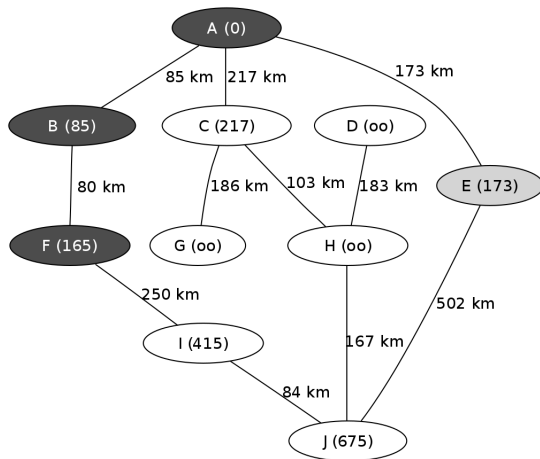 A (0)
85 km
217 km
173 km
B (85)
C (217)
D (oo)
80 km
186 km
103 km
183 km
E (173)
F (165)
G (oo)
H (oo)
250 km
502 km
I (415)
167 km
84 km
J (675)